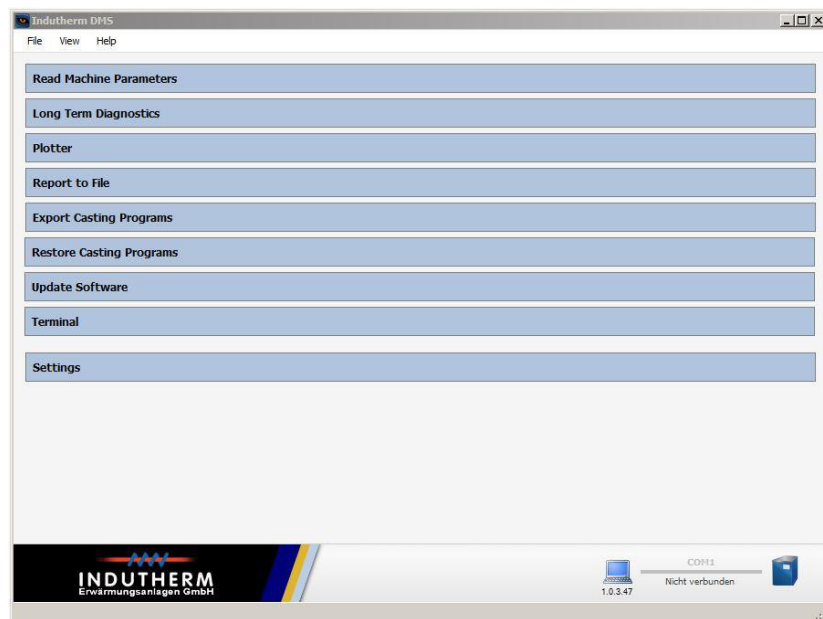 Indutherm DMS
File View Help
Read Machine Parameters
Long Term Diagnostics
Plotter
Report to File
Export Casting Programs
Restore Casting Programs
Update Software
Terminal
Settings
INDUTHERM
Erwärmungsanlagen GmbH
COM1
Nicht verbunden
1.0.3.47